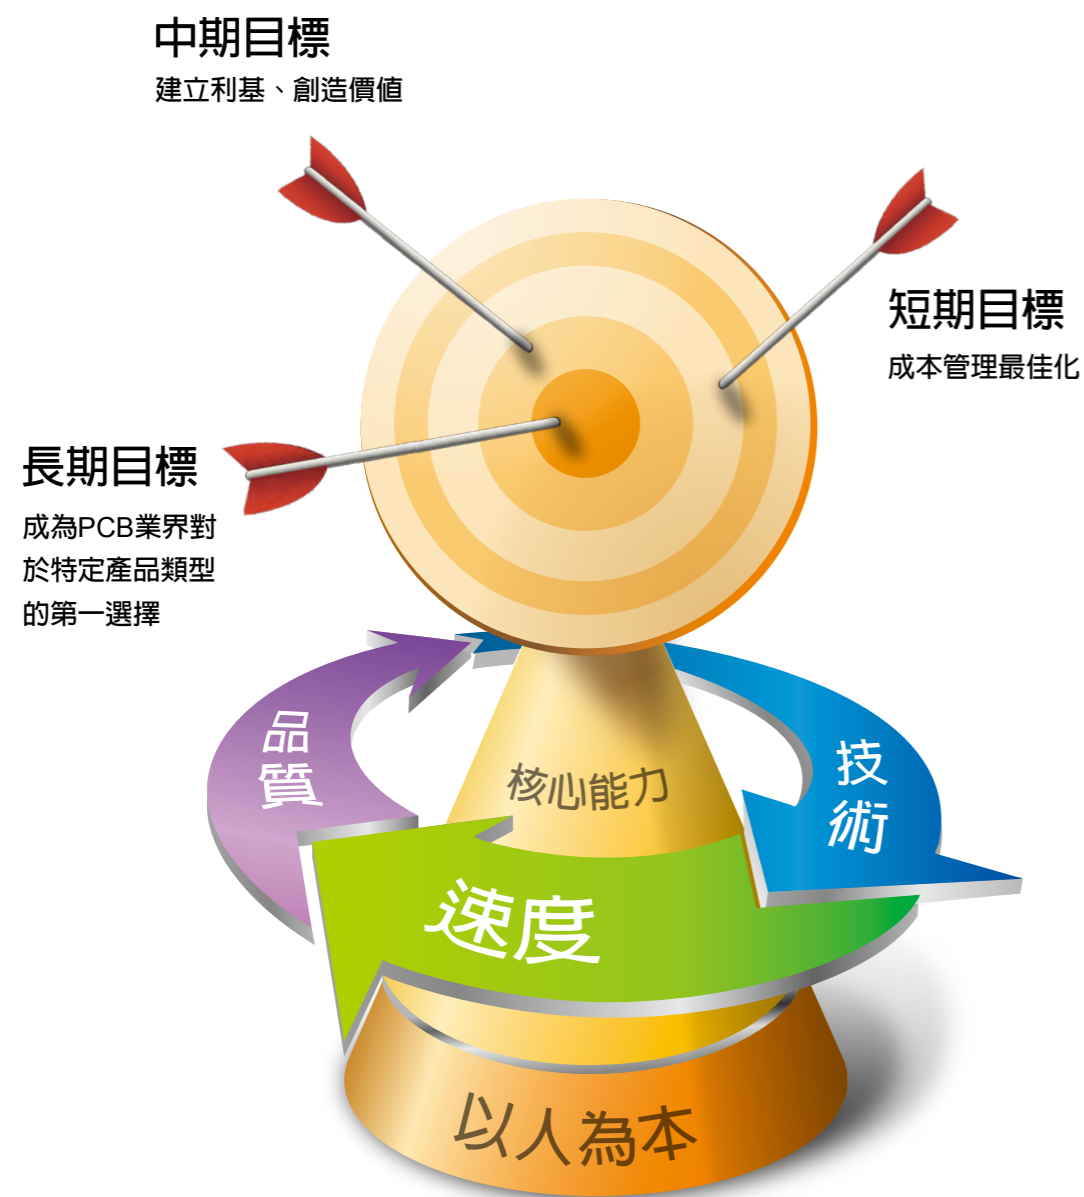 中期目標
建立利基、創造價值
短期目標
成本管理最佳化
長期目標
成為PCB業界對
於特定產品類型
的第一選擇
品質
技術
核心能力
速度
以人為本